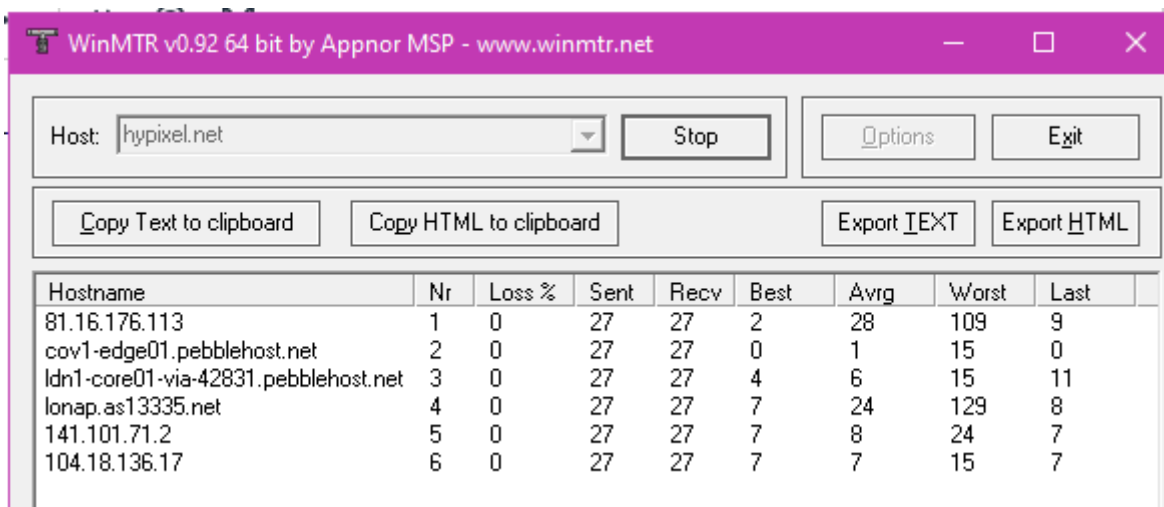 WinMTR v0.92 64 bit by Appnor MSP - www.winmtr.net
Host: hypixel.net Stop Options Exit
Copy Text to clipboard Copy HTML to clipboard Export TEXT Export HTML
Hostname Nr Loss % Sent Recv Best Avrg Worst Last
81.16.176.113 1 0 27 27 2 28 109 9
cov1-edge01.pebblehost.net 2 0 27 27 0 1 15 0
ldn1-core01-via-42831.pebblehost.net 3 0 27 27 4 6 15 11
lonap.as13335.net 4 0 27 27 7 24 129 8
141.101.71.2 5 0 27 27 7 8 24 7
104.18.136.17 6 0 27 27 7 7 15 7